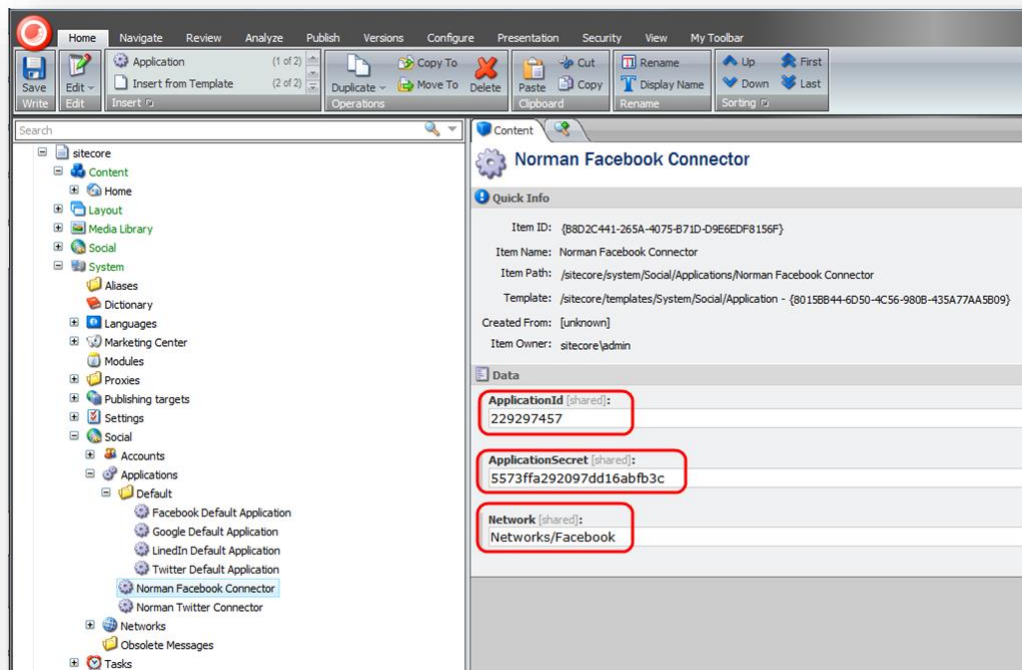 Home Navigate Review Analyze Publish Versions Configure Presentation Security View My Toolbar
Application (1 of 2) Copy To Cut Rename Up First
Save Edit Insert from Template (2 of 2) Duplicate Move To Delete Paste Copy Display Name Down Last
Write Edit Insert Operations Clipboard Rename Sorting
Search
sitecore
Content
Home
Layout
Media Library
Social
System
Aliases
Dictionary
Languages
Marketing Center
Modules
Proxies
Publishing targets
Settings
Social
Accounts
Applications
Default
Facebook Default Application
Google Default Application
LinedIn Default Application
Twitter Default Application
Norman Facebook Connector
Norman Twitter Connector
Networks
Obsolete Messages
Tasks
Content
Norman Facebook Connector
Quick Info
Item ID: {B8D2C441-265A-4075-B71D-D9E6EDF8156F}
Item Name: Norman Facebook Connector
Item Path: /sitecore/system/Social/Applications/Norman Facebook Connector
Template: /sitecore/templates/System/Social/Application - {8015BB44-6D50-4C56-980B-435A77AA5B09}
Created From: [unknown]
Item Owner: sitecore\admin
Data
ApplicationId [shared]:
229297457
ApplicationSecret [shared]:
5573ffa292097dd16abfb3c
Network [shared]:
Networks/Facebook